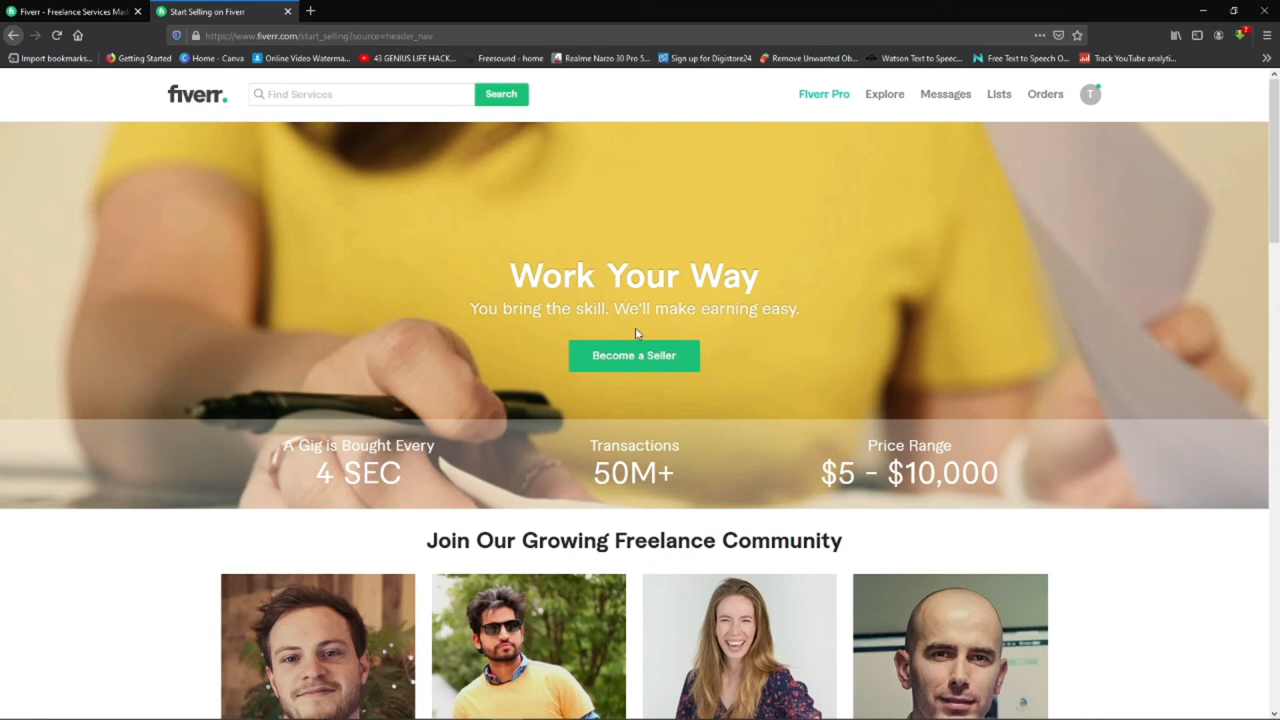 Fiverr - Freelance Services Mar
Start Selling on Fiverr
https://www.fiverr.com/start_selling?source=header_nav
Import bookmarks...
Getting Started
Home - Canva
Online Video Waterma...
43 GENIUS LIFE HACK...
Freesound - home
Realme Narzo 30 Pro 5...
Sign up for Digistore24
Remove Unwanted Ob...
Watson Text to Speec...
Free Text to Speech O...
Track YouTube analyti...
fiverr.
Find Services
Search
Fiverr Pro
Explore
Messages
Lists
Orders
T
Work Your Way
You bring the skill. We'll make earning easy.
Become a Seller
A Gig is Bought Every
4 SEC
Transactions
50M+
Price Range
$5 - $10,000
Join Our Growing Freelance Community